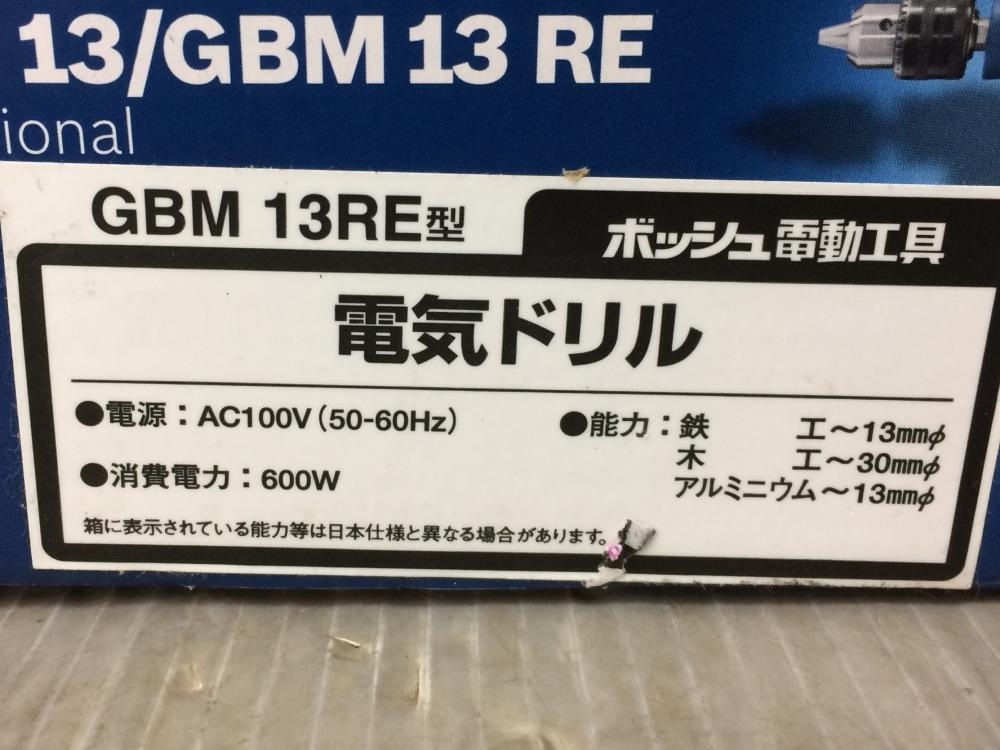 13/GBM 13 RE
ional
GBM 13RE型
ボッシュ電動工具
電気ドリル
●電源：AC100V（50-60Hz）
●消費電力：600W
●能力：鉄 工～13mmφ
木 工～30mmφ
アルミニウム～13mmφ
箱に表示されている能力等は日本仕様と異なる場合があります。